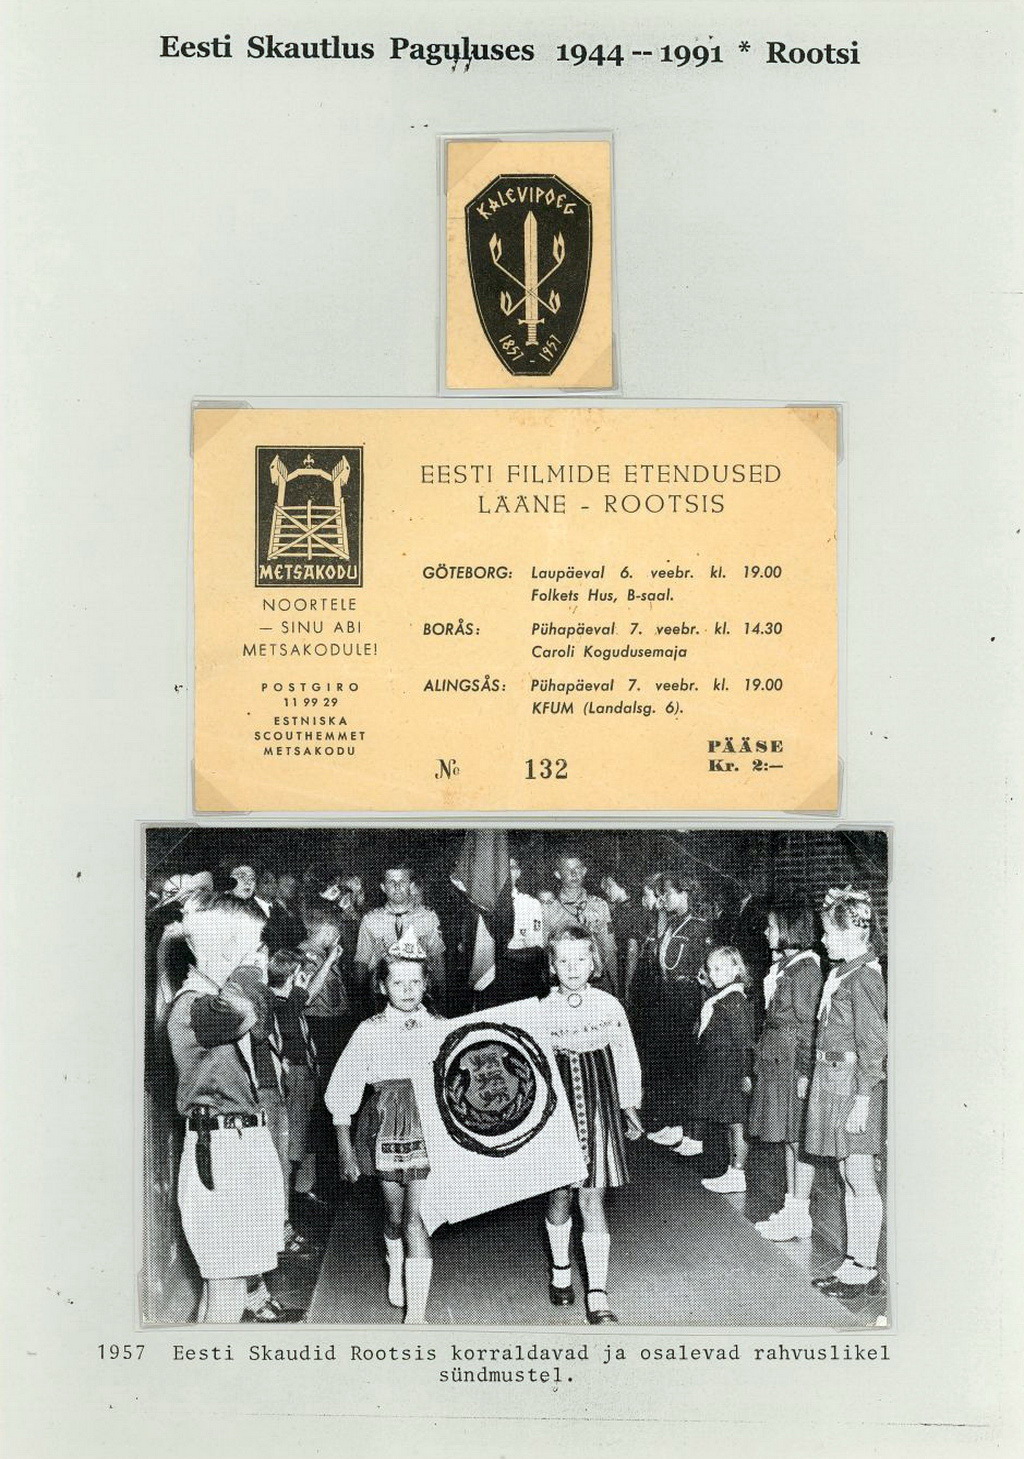 Eesti Skautlus Paguluses 1944 -- 1991 * Rootsi
KALEVIPOEG
1857 - 1957
METSAKODU
NOORTELE
— SINU ABI
METSAKODULE!
POSTGIRO
11 99 29
ESTNISKA
SCOUTHEMMET
METSAKODU
EESTI FILMIDE ETENDUSED
LÄÄNE - ROOTSIS
GÖTEBORG: Laupäeval 6. veebr. kl. 19.00
Folkets Hus, B-saal.
BORÅS: Pühapäeval 7. veebr. kl. 14.30
Caroli Kogudusemaja
ALINGSÅS: Pühapäeval 7. veebr. kl. 19.00
KFUM (Landalsg. 6).
PÄÄSE
Kr. 2:—
№ 132
1957 Eesti Skaudid Rootsis korraldavad ja osalevad rahvuslikel
sündmustel.